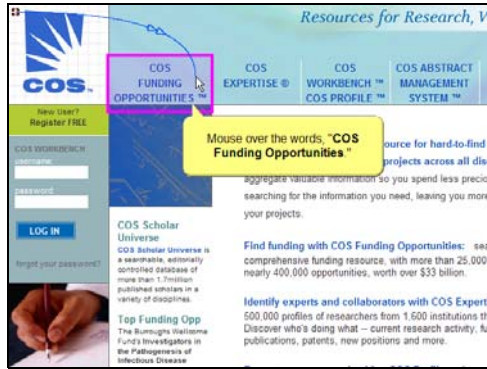 Resources for Research, W
COS.
COS
FUNDING
OPPORTUNITIES ™
COS
EXPERTISE ®
COS
WORKBENCH ™
COS PROFILE ™
COS ABSTRACT
MANAGEMENT
SYSTEM ™
New User?
Register FREE
COS WORKBENCH
username:
password:
LOG IN
forgot your password?
Mouse over the words, "COS
Funding Opportunities."
ource for hard-to-find
projects across all dis
aggregate valuable information so you spend less precio
searching for the information you need, leaving you more
your projects.
COS Scholar
Universe
COS Scholar Universe is
a searchable, editorially
controlled database of
more than 1.7million
published scholars in a
variety of disciplines.
Top Funding Opp
The Burroughs Wellcome
Fund's Investigators in
the Pathogenesis of
Infectious Disease
Find funding with COS Funding Opportunities: sea
comprehensive funding resource, with more than 25,000
nearly 400,000 opportunities, worth over $33 billion.
Identify experts and collaborators with COS Expert
500,000 profiles of researchers from 1,600 institutions th
Discover who's doing what -- current research activity, fu
publications, patents, new positions and more.